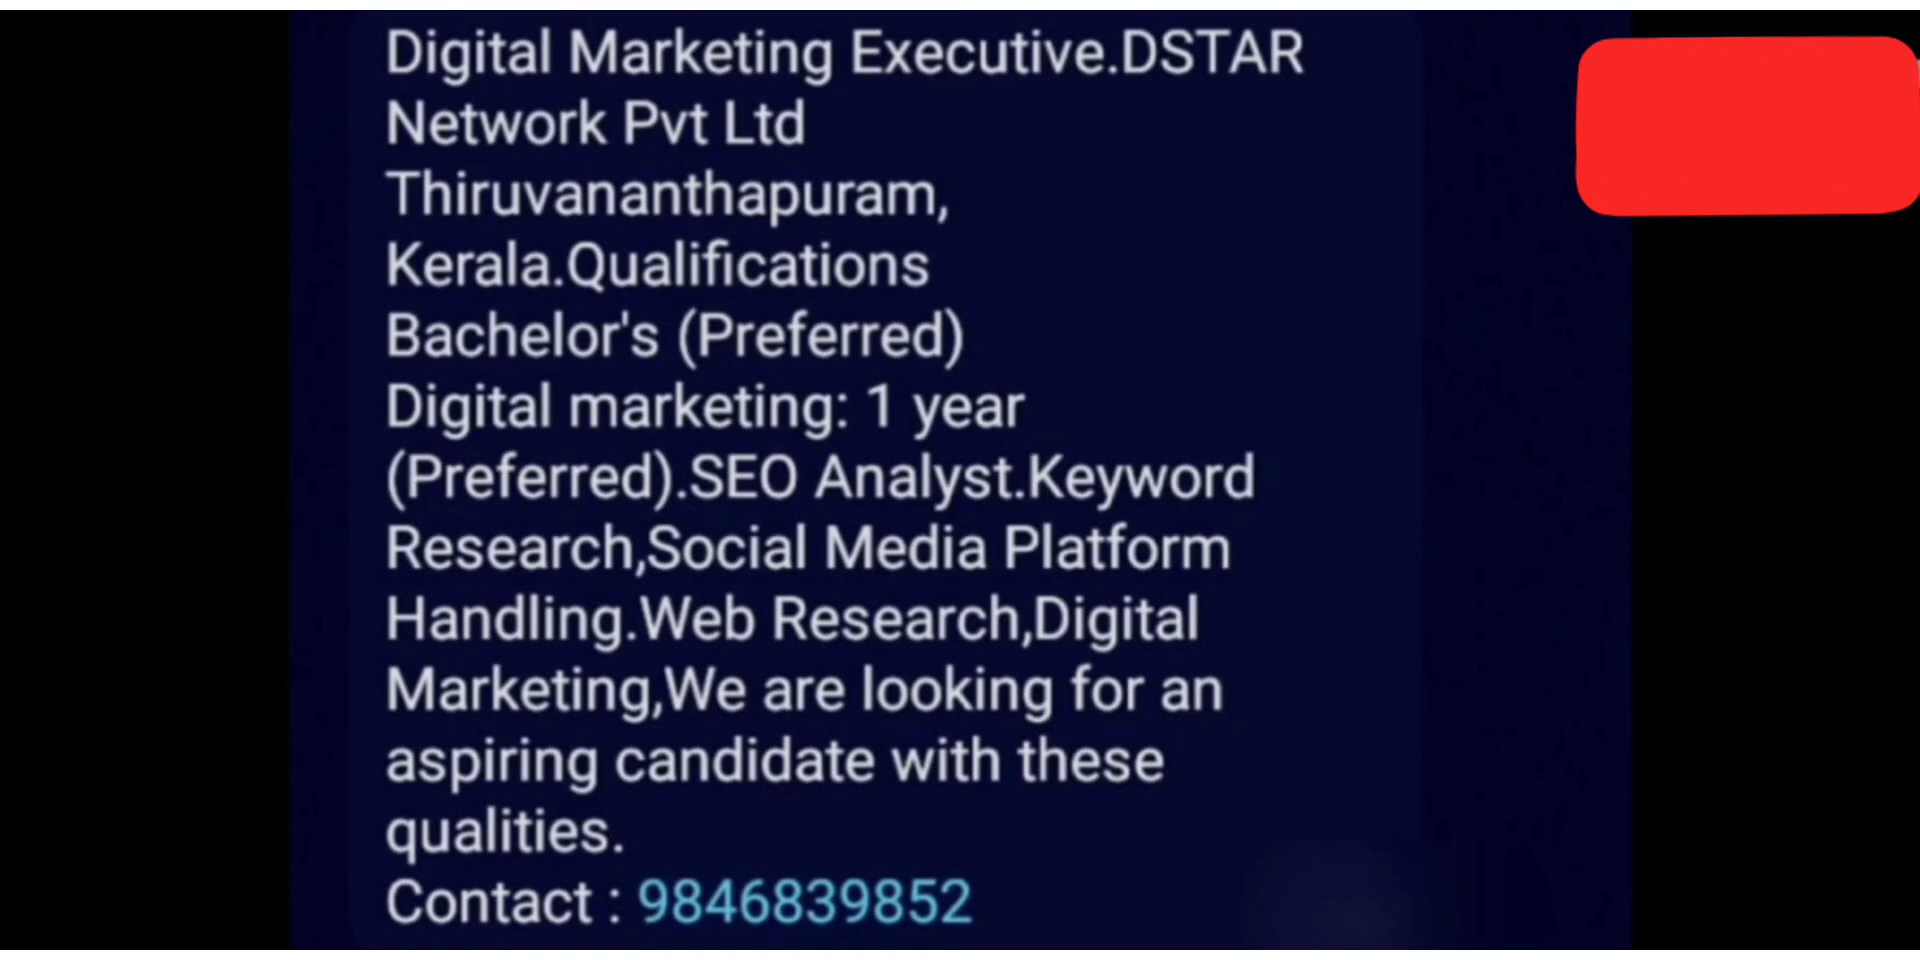 Digital Marketing Executive.DSTAR
Network Pvt Ltd
Thiruvananthapuram,
Kerala.Qualifications
Bachelor's (Preferred)
Digital marketing: 1 year
(Preferred).SEO Analyst.Keyword
Research,Social Media Platform
Handling.Web Research,Digital
Marketing,We are looking for an
aspiring candidate with these
qualities.
Contact : 9846839852